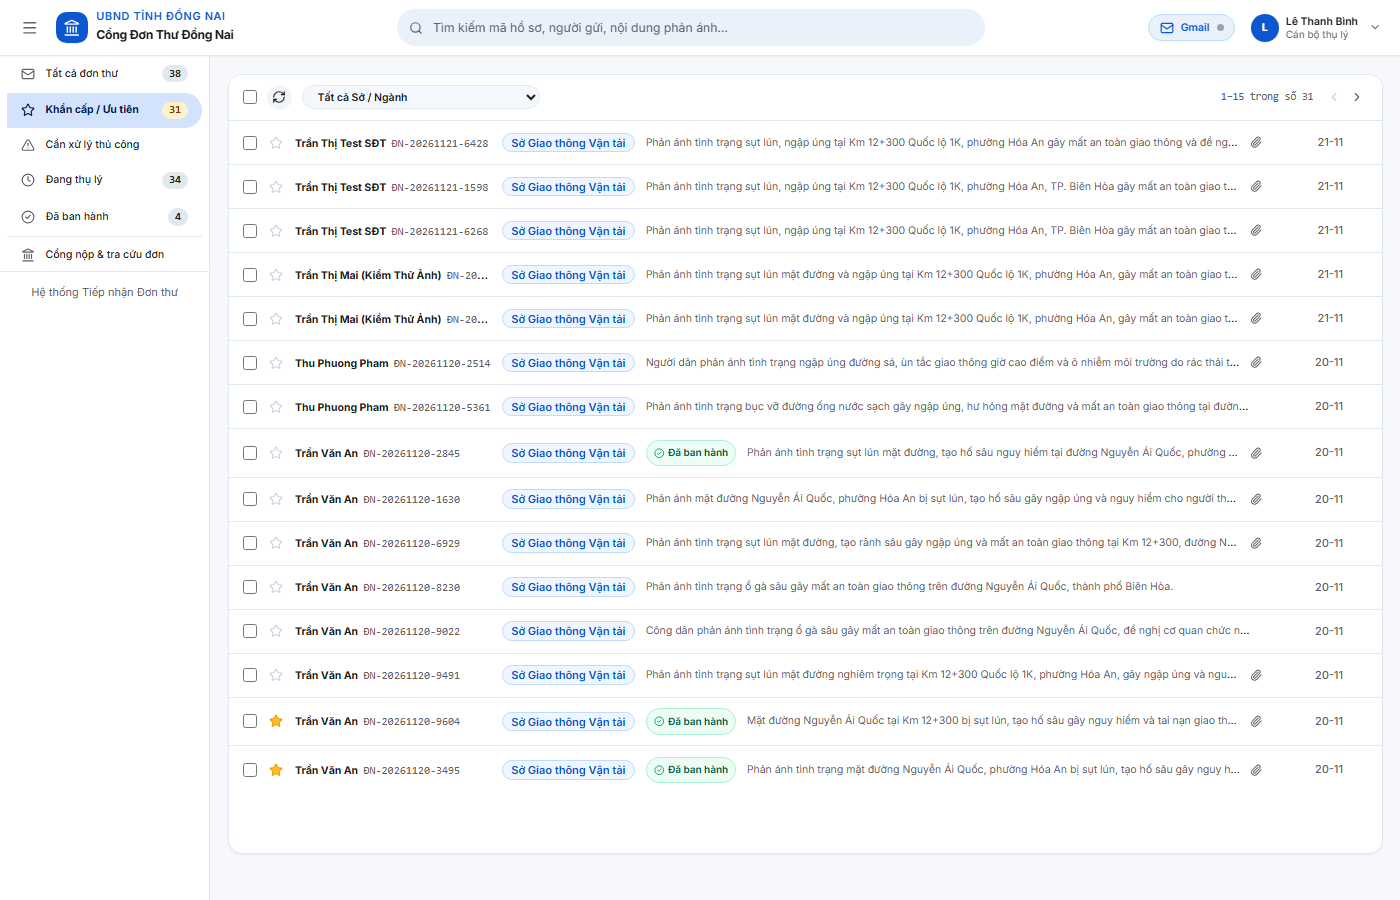 UBND TỈNH ĐỒNG NAI
Cổng Đơn Thư Đồng Nai
Tìm kiếm mã hồ sơ, người gửi, nội dung phản ánh...
Gmail
L
Lê Thanh Bình
Cán bộ thụ lý
Tất cả đơn thư 38
Khẩn cấp / Ưu tiên 31
Cần xử lý thủ công
Đang thụ lý 34
Đã ban hành 4
Cổng nộp & tra cứu đơn
Hệ thống Tiếp nhận Đơn thư
Tất cả Sở / Ngành
1–15 trong số 31
Trần Thị Test SĐT ĐN-20261121-6428 Sở Giao thông Vận tải Phản ánh tình trạng sụt lún, ngập úng tại Km 12+300 Quốc lộ 1K, phường Hóa An gây mất an toàn giao thông và đề ng... 21-11
Trần Thị Test SĐT ĐN-20261121-1598 Sở Giao thông Vận tải Phản ánh tình trạng sụt lún, ngập úng tại Km 12+300 Quốc lộ 1K, phường Hóa An, TP. Biên Hòa gây mất an toàn giao t... 21-11
Trần Thị Test SĐT ĐN-20261121-6268 Sở Giao thông Vận tải Phản ánh tình trạng sụt lún, ngập úng tại Km 12+300 Quốc lộ 1K, phường Hóa An, TP. Biên Hòa gây mất an toàn giao t... 21-11
Trần Thị Mai (Kiểm Thử Ảnh) ĐN-20... Sở Giao thông Vận tải Phản ánh tình trạng sụt lún mặt đường và ngập úng tại Km 12+300 Quốc lộ 1K, phường Hóa An, gây mất an toàn giao t... 21-11
Trần Thị Mai (Kiểm Thử Ảnh) ĐN-20... Sở Giao thông Vận tải Phản ánh tình trạng sụt lún mặt đường và ngập úng tại Km 12+300 Quốc lộ 1K, phường Hóa An, gây mất an toàn giao t... 21-11
Thu Phuong Pham ĐN-20261120-2514 Sở Giao thông Vận tải Người dân phản ánh tình trạng ngập úng đường sá, ùn tắc giao thông giờ cao điểm và ô nhiễm môi trường do rác thải t... 20-11
Thu Phuong Pham ĐN-20261120-5361 Sở Giao thông Vận tải Phản ánh tình trạng bục vỡ đường ống nước sạch gây ngập úng, hư hỏng mặt đường và mất an toàn giao thông tại đườn... 20-11
Trần Văn An ĐN-20261120-2845 Sở Giao thông Vận tải Đã ban hành Phản ánh tình trạng sụt lún mặt đường, tạo hố sâu nguy hiểm tại đường Nguyễn Ái Quốc, phường ... 20-11
Trần Văn An ĐN-20261120-1630 Sở Giao thông Vận tải Phản ánh mặt đường Nguyễn Ái Quốc, phường Hóa An bị sụt lún, tạo hố sâu gây ngập úng và nguy hiểm cho người th... 20-11
Trần Văn An ĐN-20261120-6929 Sở Giao thông Vận tải Phản ánh tình trạng sụt lún mặt đường, tạo rãnh sâu gây ngập úng và mất an toàn giao thông tại Km 12+300, đường N... 20-11
Trần Văn An ĐN-20261120-8230 Sở Giao thông Vận tải Phản ánh tình trạng ổ gà sâu gây mất an toàn giao thông trên đường Nguyễn Ái Quốc, thành phố Biên Hòa. 20-11
Trần Văn An ĐN-20261120-9022 Sở Giao thông Vận tải Công dân phản ánh tình trạng ổ gà sâu gây mất an toàn giao thông trên đường Nguyễn Ái Quốc, đề nghị cơ quan chức n... 20-11
Trần Văn An ĐN-20261120-9491 Sở Giao thông Vận tải Phản ánh tình trạng sụt lún mặt đường nghiêm trọng tại Km 12+300 Quốc lộ 1K, phường Hóa An, gây ngập úng và ngu... 20-11
Trần Văn An ĐN-20261120-9604 Sở Giao thông Vận tải Đã ban hành Mặt đường Nguyễn Ái Quốc tại Km 12+300 bị sụt lún, tạo hố sâu gây nguy hiểm và tai nạn giao th... 20-11
Trần Văn An ĐN-20261120-3495 Sở Giao thông Vận tải Đã ban hành Phản ánh tình trạng mặt đường Nguyễn Ái Quốc, phường Hóa An bị sụt lún, tạo hố sâu gây nguy h... 20-11